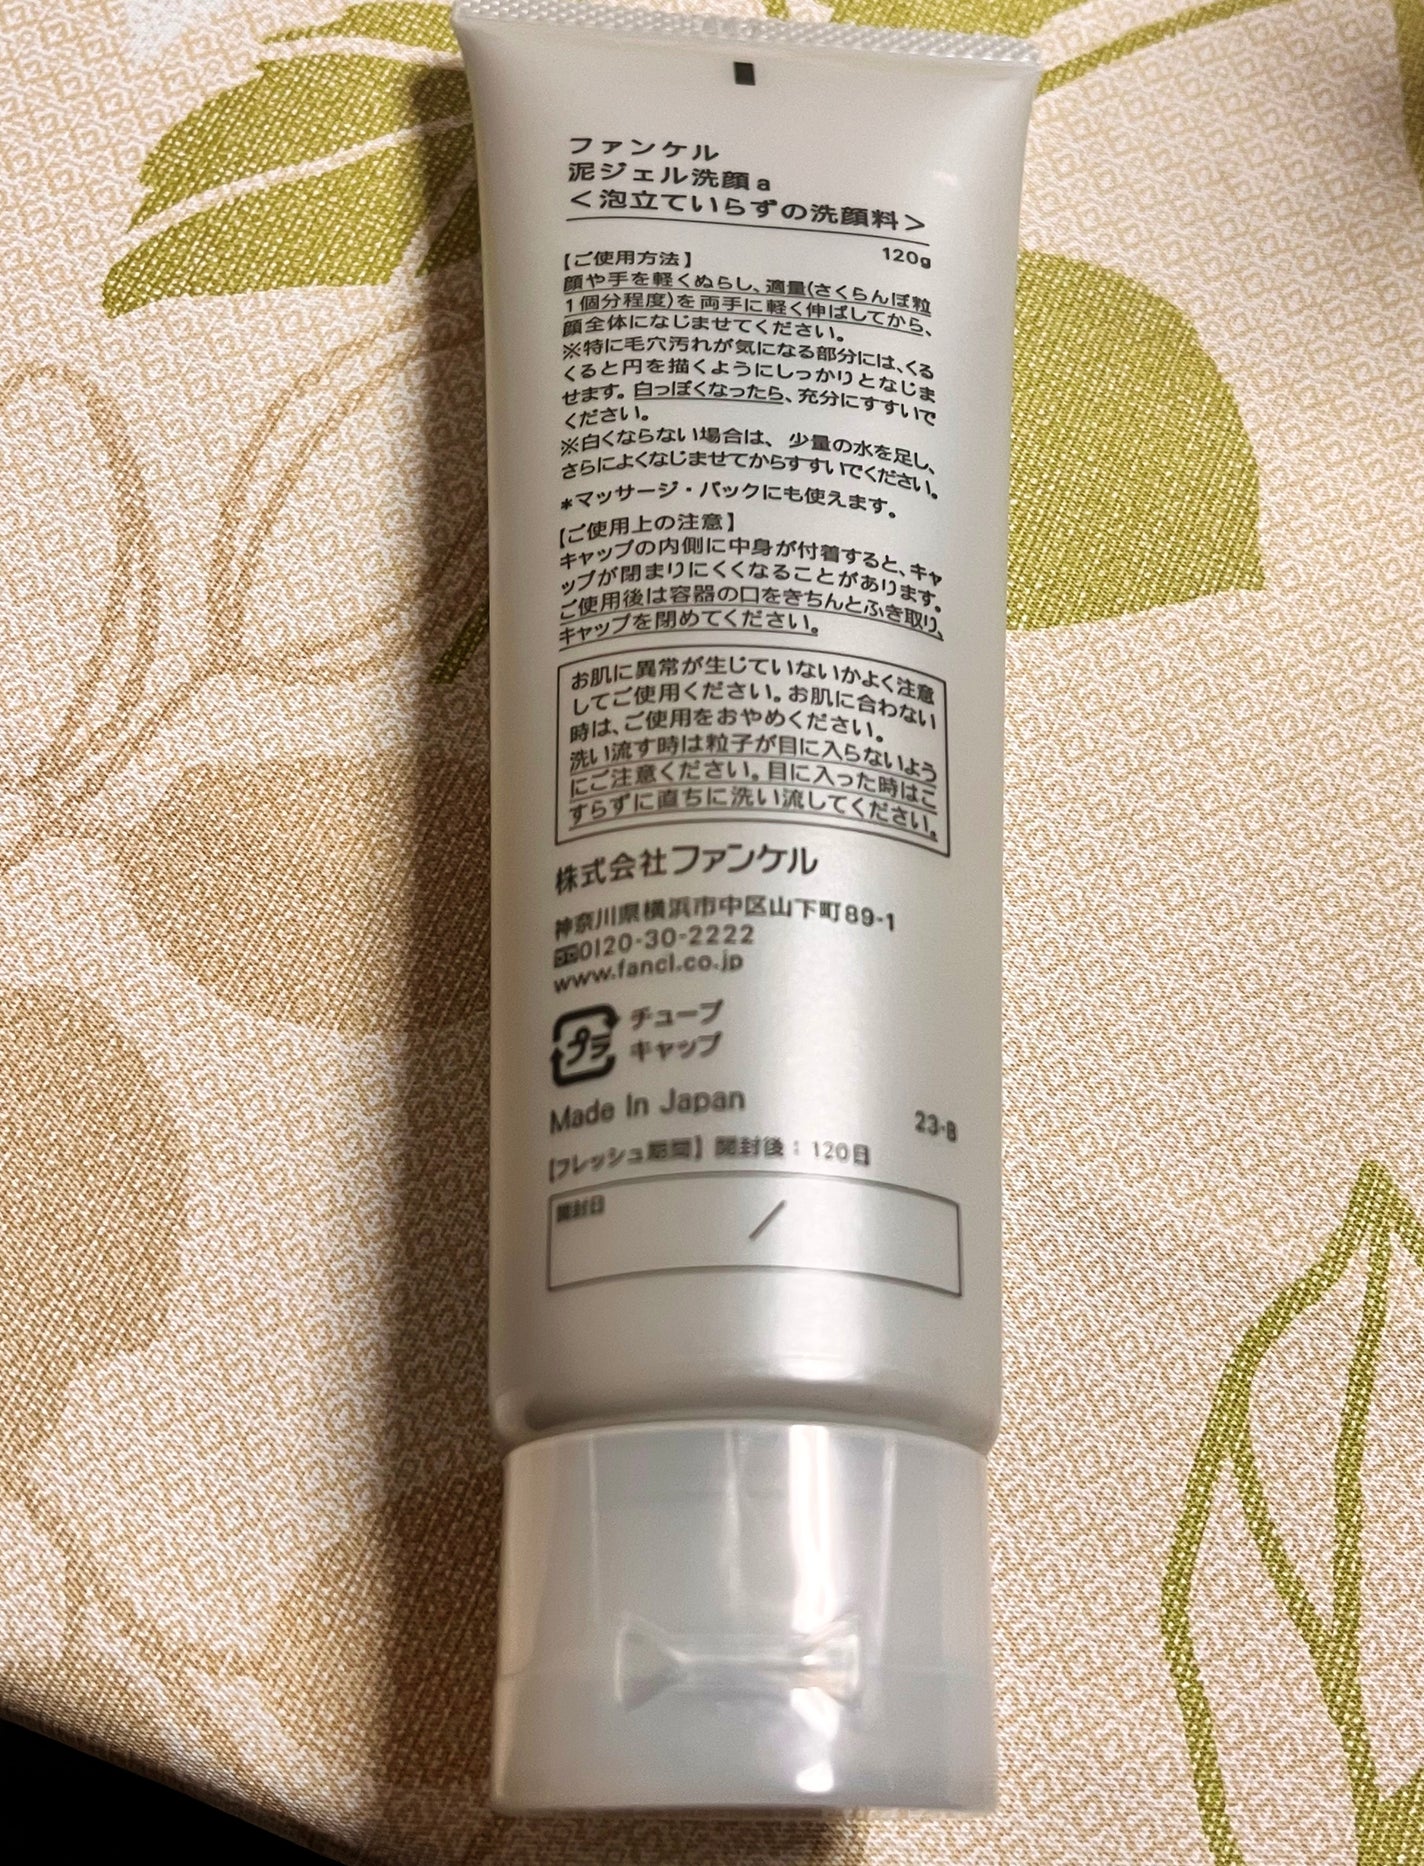 ファンケル
泥ジェル洗顔a
＜泡立ていらずの洗顔料＞
120g
【ご使用方法】
顔や手を軽くぬらし、適量(さくらんぼ粒
1個分程度)を両手に軽く伸ばしてから、
顔全体になじませてください。
※特に毛穴汚れが気になる部分には、くる
くると円を描くようにしっかりとなじま
せます。白っぽくなったら、充分にすすいで
ください。
※白くならない場合は、少量の水を足し、
さらによくなじませてからすすいでください。
*マッサージ・パックにも使えます。
【ご使用上の注意】
キャップの内側に中身が付着すると、キャ
ップが閉まりにくくなることがあります。
ご使用後は容器の口をきちんとふき取り、
キャップを閉めてください。
お肌に異常が生じていないかよく注意
してご使用ください。お肌に合わない
時は、ご使用をおやめください。
洗い流す時は粒子が目に入らないよう
にご注意ください。目に入った時はこ
すらずに直ちに洗い流してください。
株式会社ファンケル
神奈川県横浜市中区山下町89-1
0120-30-2222
www.fancl.co.jp
プラ チューブ
キャップ
Made In Japan
23-B
【フレッシュ期間】開封後：120日
開封日
/